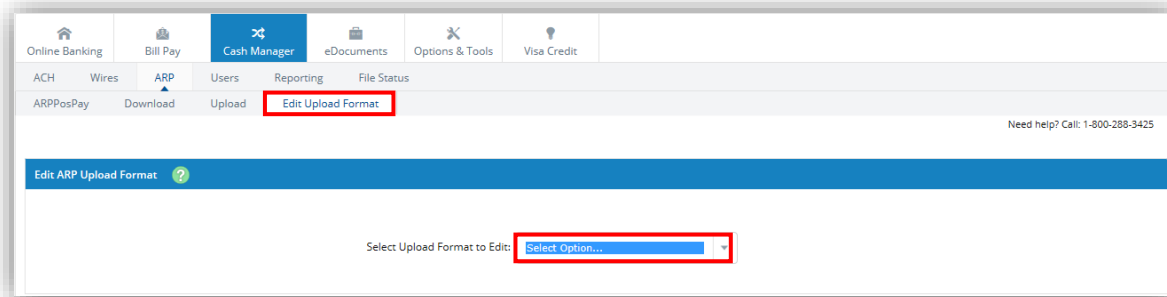 Online Banking Bill Pay Cash Manager eDocuments Options & Tools Visa Credit
ACH Wires ARP Users Reporting File Status
ARPPosPay Download Upload Edit Upload Format
Need help? Call: 1-800-288-3425
Edit ARP Upload Format ?
Select Upload Format to Edit: Select Option...